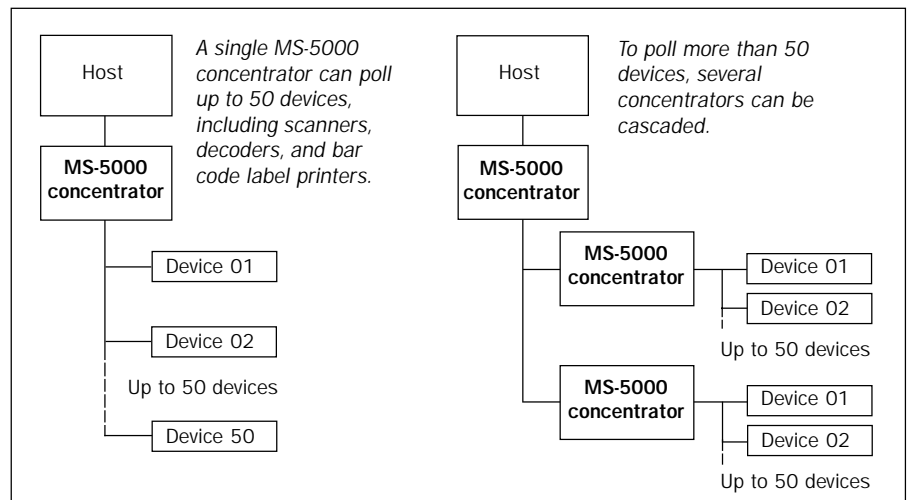 Host
A single MS-5000
concentrator can poll
up to 50 devices,
including scanners,
decoders, and bar
code label printers.
MS-5000
concentrator
Device 01
Device 02
Up to 50 devices
Device 50
Host
To poll more than 50
devices, several
concentrators can be
cascaded.
MS-5000
concentrator
MS-5000
concentrator
Device 01
Device 02
Up to 50 devices
MS-5000
concentrator
Device 01
Device 02
Up to 50 devices